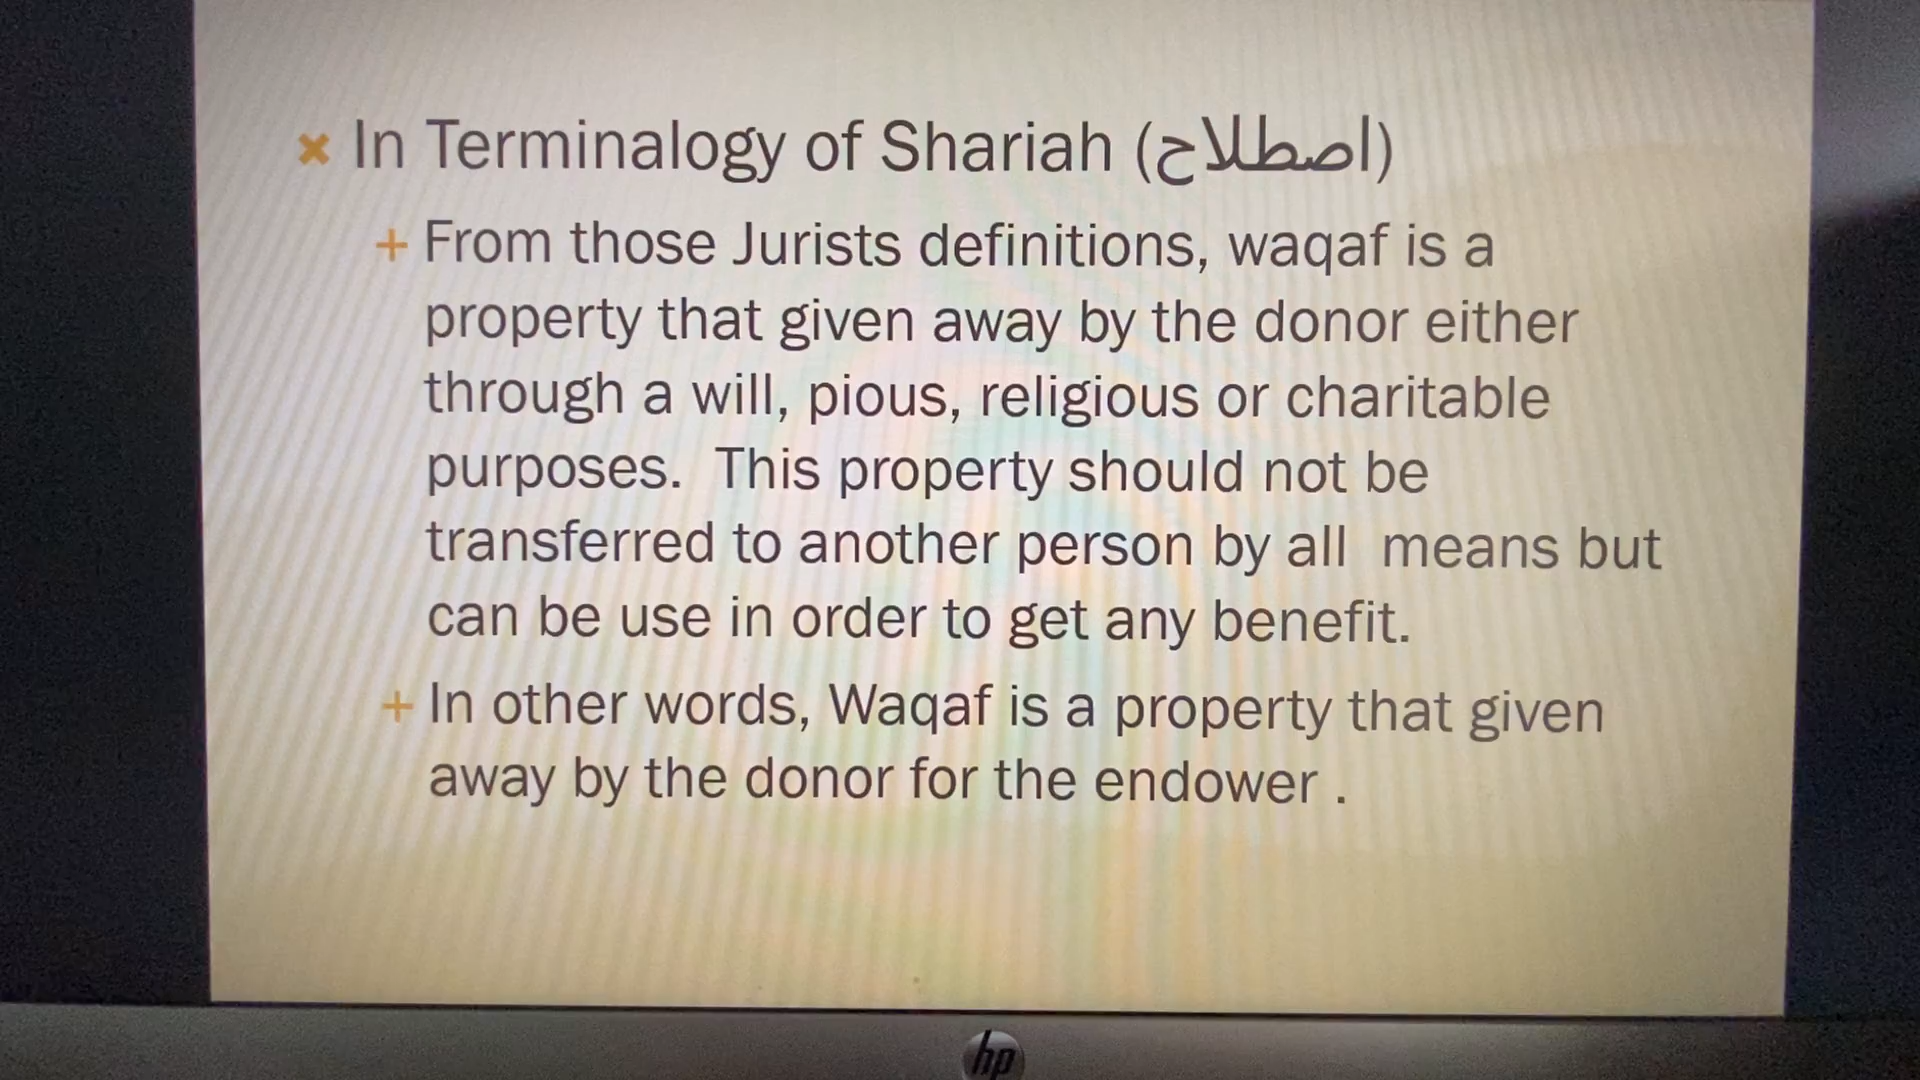 × In Terminalogy of Shariah (اصطلاح)
+ From those Jurists definitions, waqaf is a
property that given away by the donor either
through a will, pious, religious or charitable
purposes.  This property should not be
transferred to another person by all  means but
can be use in order to get any benefit.
+ In other words, Waqaf is a property that given
away by the donor for the endower .
hp